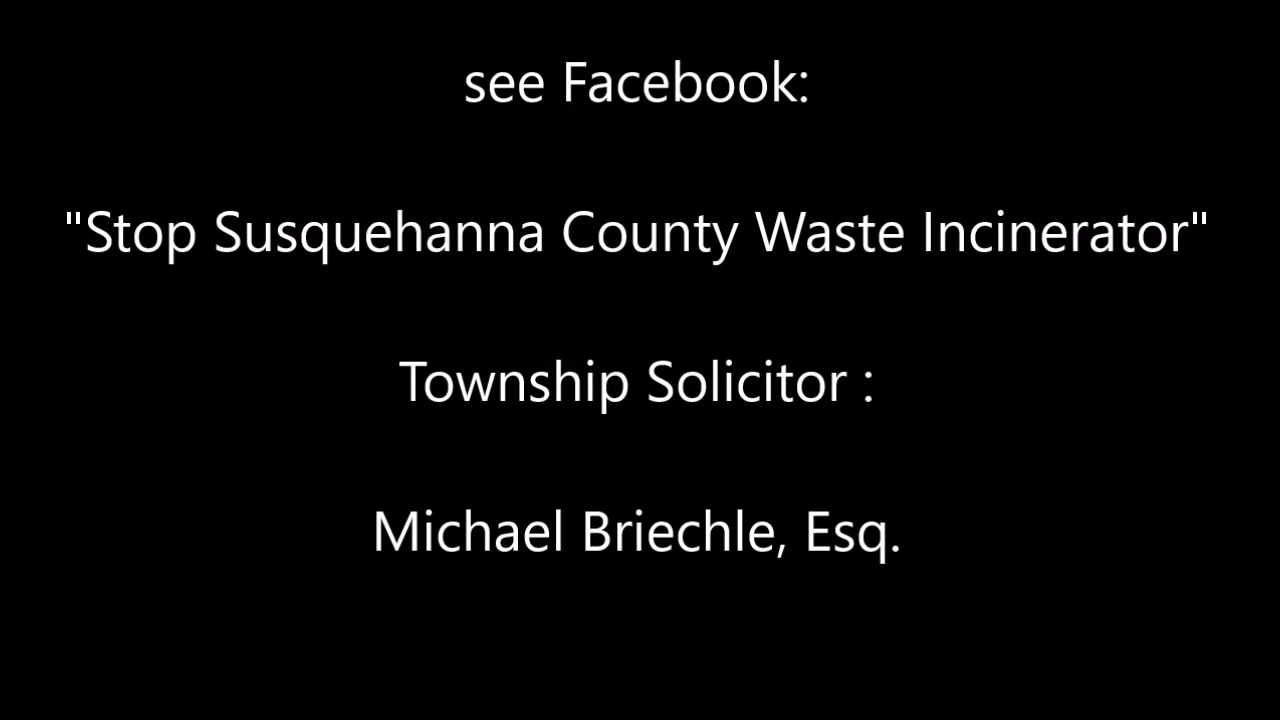 see Facebook:
"Stop Susquehanna County Waste Incinerator"
Township Solicitor :
Michael Briechle, Esq.